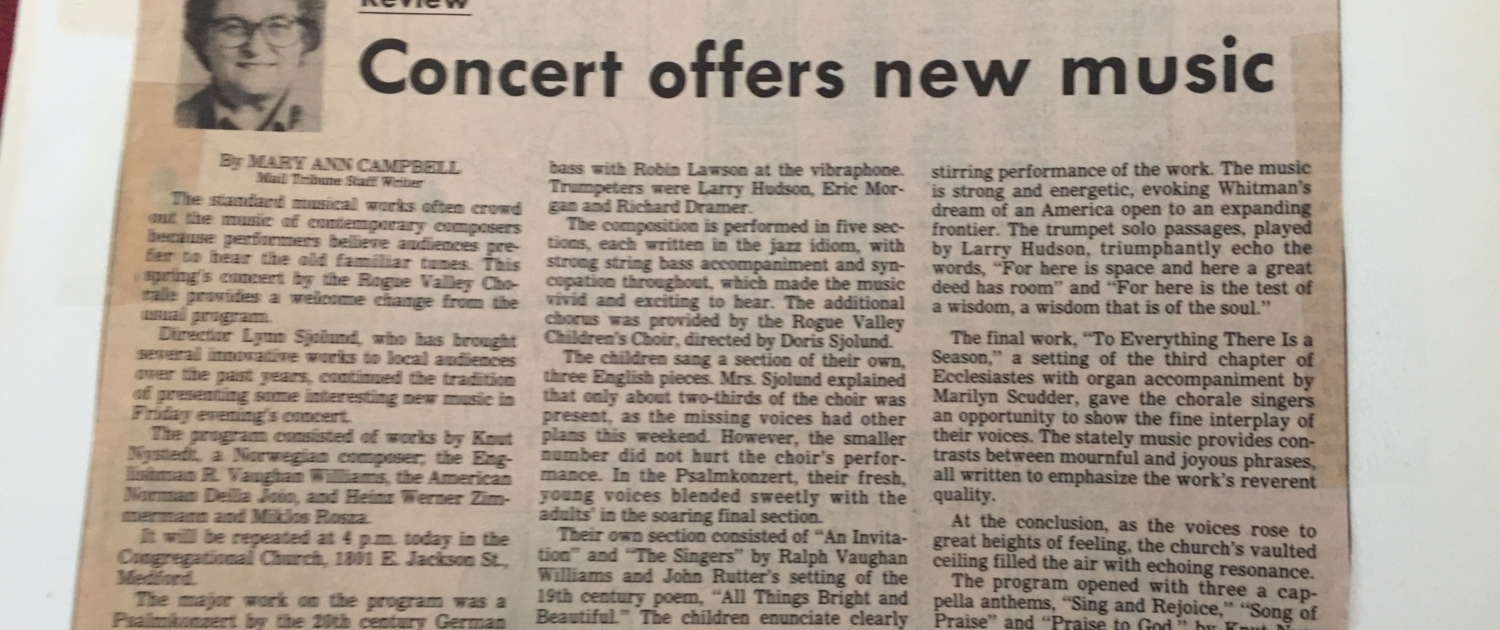 Review
Concert offers new music
By MARY ANN CAMPBELL
Mail Tribune Staff Writer
The standard musical works often crowd
out the music of contemporary composers
because performers believe audiences pre-
fer to hear the old familiar tunes. This
spring's concert by the Rogue Valley Cho-
rale provides a welcome change from the
usual program.
Director Lynn Sjolund, who has brought
several innovative works to local audiences
over the past years, continued the tradition
of presenting some interesting new music in
Friday evening's concert.
The program consisted of works by Knut
Nystedt, a Norwegian composer; the Eng-
lishman R. Vaughan Williams, the American
Norman Della Joio, and Heinz Werner Zim-
mermann and Miklos Rosza.
It will be repeated at 4 p.m. today in the
Congregational Church, 1801 E. Jackson St.,
Medford.
The major work on the program was a
Psalmkonzert by the 20th century German
bass with Robin Lawson at the vibraphone.
Trumpeters were Larry Hudson, Eric Mor-
gan and Richard Dramer.
The composition is performed in five sec-
tions, each written in the jazz idiom, with
strong string bass accompaniment and syn-
copation throughout, which made the music
vivid and exciting to hear. The additional
chorus was provided by the Rogue Valley
Children's Choir, directed by Doris Sjolund.
The children sang a section of their own,
three English pieces. Mrs. Sjolund explained
that only about two-thirds of the choir was
present, as the missing voices had other
plans this weekend. However, the smaller
number did not hurt the choir's perfor-
mance. In the Psalmkonzert, their fresh,
young voices blended sweetly with the
adults' in the soaring final section.
Their own section consisted of "An Invita-
tion" and "The Singers" by Ralph Vaughan
Williams and John Rutter's setting of the
19th century poem, "All Things Bright and
Beautiful." The children enunciate clearly
stirring performance of the work. The music
is strong and energetic, evoking Whitman's
dream of an America open to an expanding
frontier. The trumpet solo passages, played
by Larry Hudson, triumphantly echo the
words, "For here is space and here a great
deed has room" and "For here is the test of
a wisdom, a wisdom that is of the soul."
The final work, "To Everything There Is a
Season," a setting of the third chapter of
Ecclesiastes with organ accompaniment by
Marilyn Scudder, gave the chorale singers
an opportunity to show the fine interplay of
their voices. The stately music provides con-
trasts between mournful and joyous phrases,
all written to emphasize the work's reverent
quality.
At the conclusion, as the voices rose to
great heights of feeling, the church's vaulted
ceiling filled the air with echoing resonance.
The program opened with three a cap-
pella anthems, "Sing and Rejoice," "Song of
Praise" and "Praise to God," by Knut